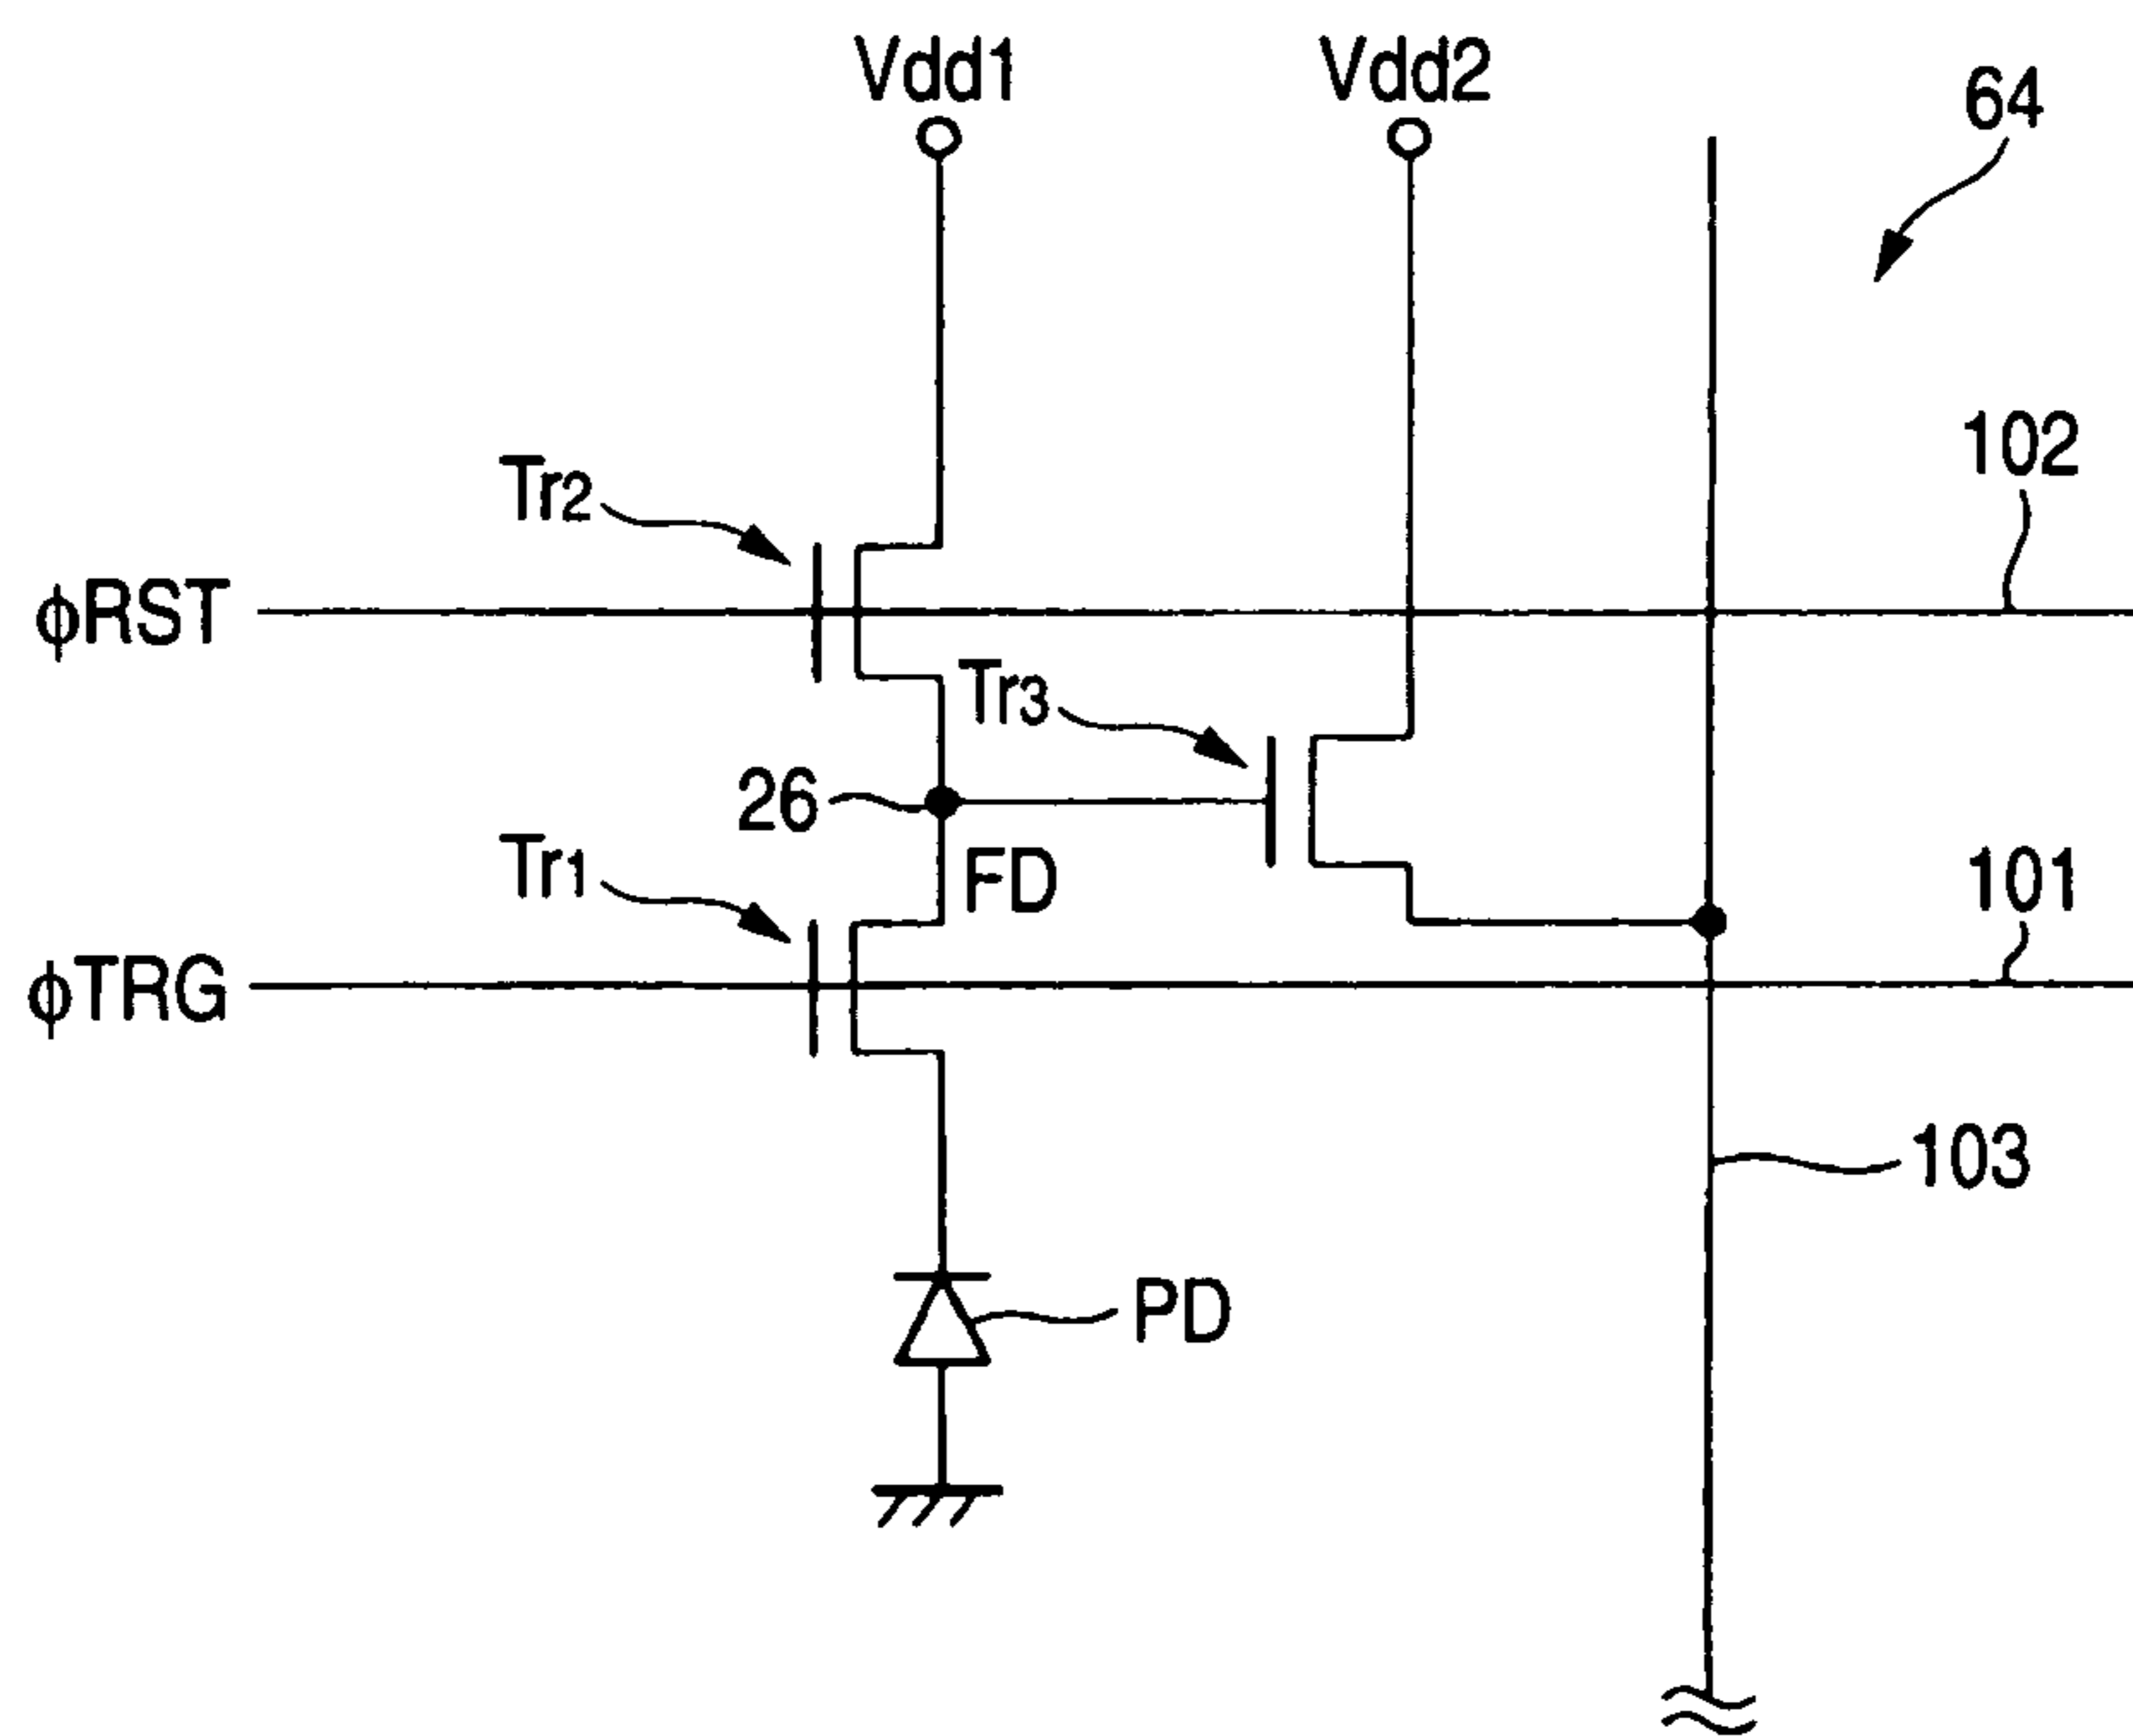 Vdd1 Vdd2
64
102
Tr2
φRST
Tr3
26
Tr1 FD 101
φTRG
103
PD